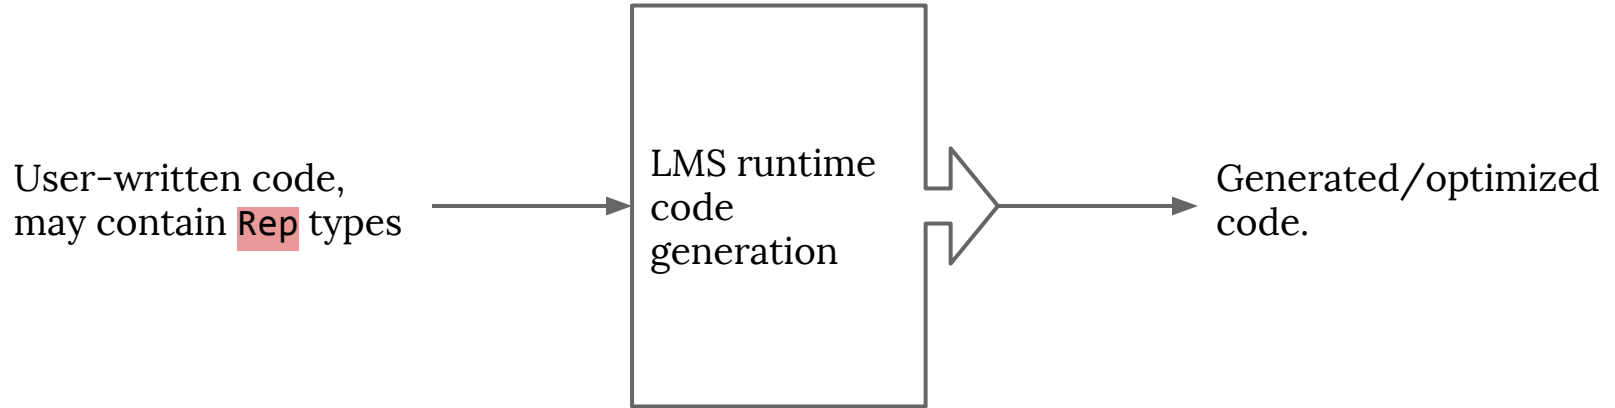 User-written code,
may contain Rep types
LMS runtime
code
generation
Generated/optimized
code.